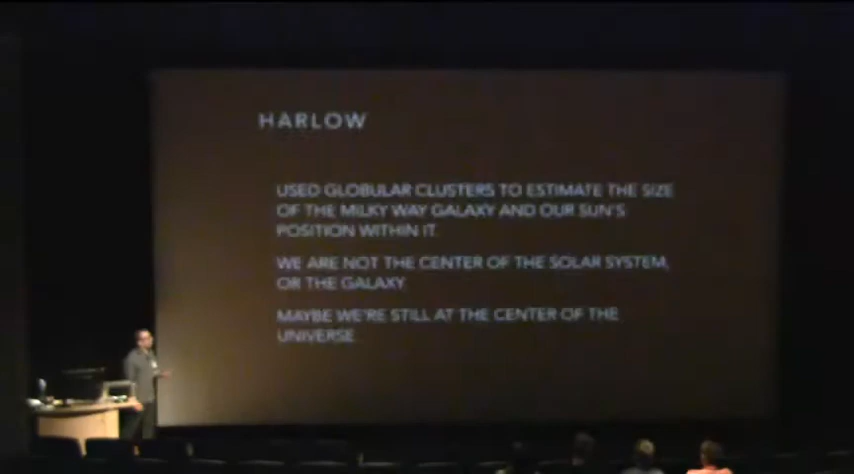 HARLOW
USED GLOBULAR CLUSTERS TO ESTIMATE THE SIZE
OF THE MILKY WAY GALAXY AND OUR SUN'S
POSITION WITHIN IT.
WE ARE NOT THE CENTER OF THE SOLAR SYSTEM,
OR THE GALAXY
MAYBE WE'RE STILL AT THE CENTER OF THE
UNIVERSE